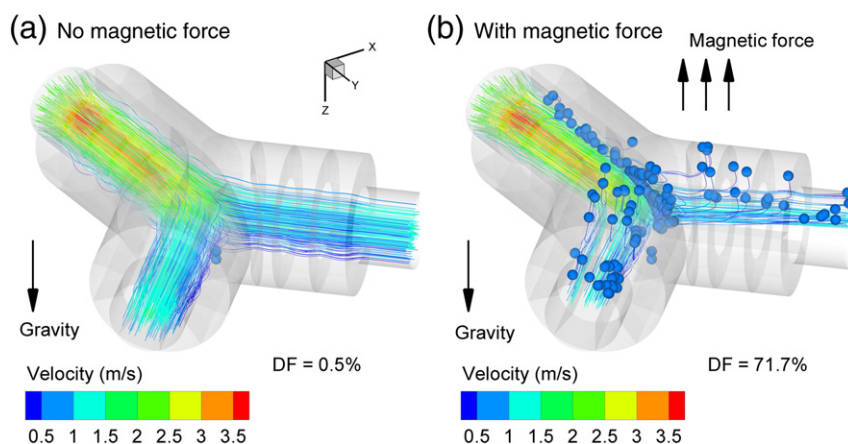 (a) No magnetic force
X
Y
Z
Gravity
DF = 0.5%
Velocity (m/s)
0.5 1 1.5 2 2.5 3 3.5
(b) With magnetic force
Magnetic force
Gravity
DF = 71.7%
Velocity (m/s)
0.5 1 1.5 2 2.5 3 3.5